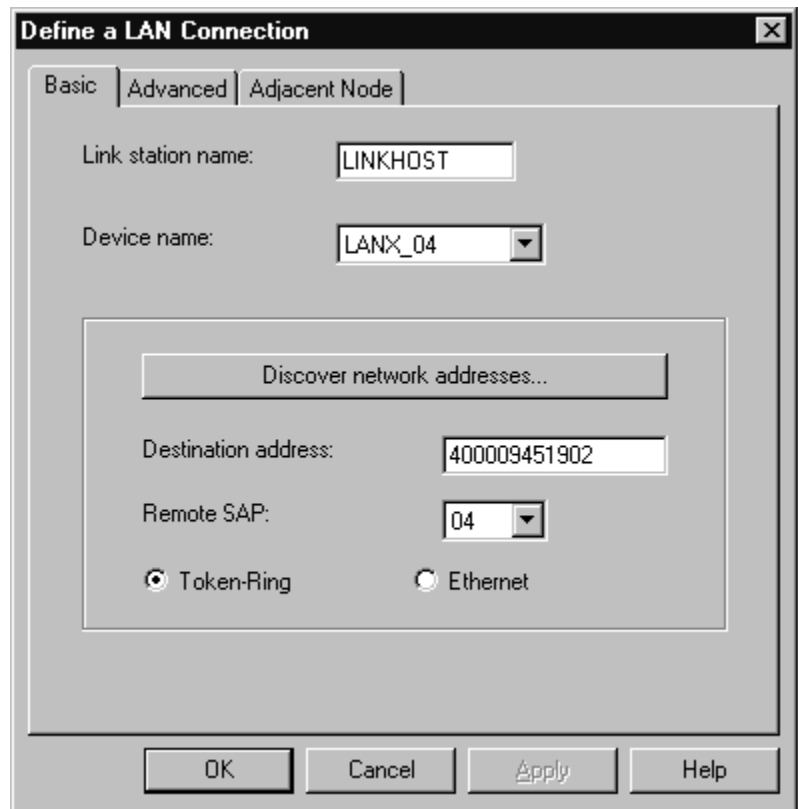 Define a LAN Connection
Basic Advanced Adjacent Node
Link station name: LINKHOST
Device name: LANX_04
Discover network addresses...
Destination address: 400009451902
Remote SAP: 04
Token-Ring Ethernet
OK Cancel Apply Help